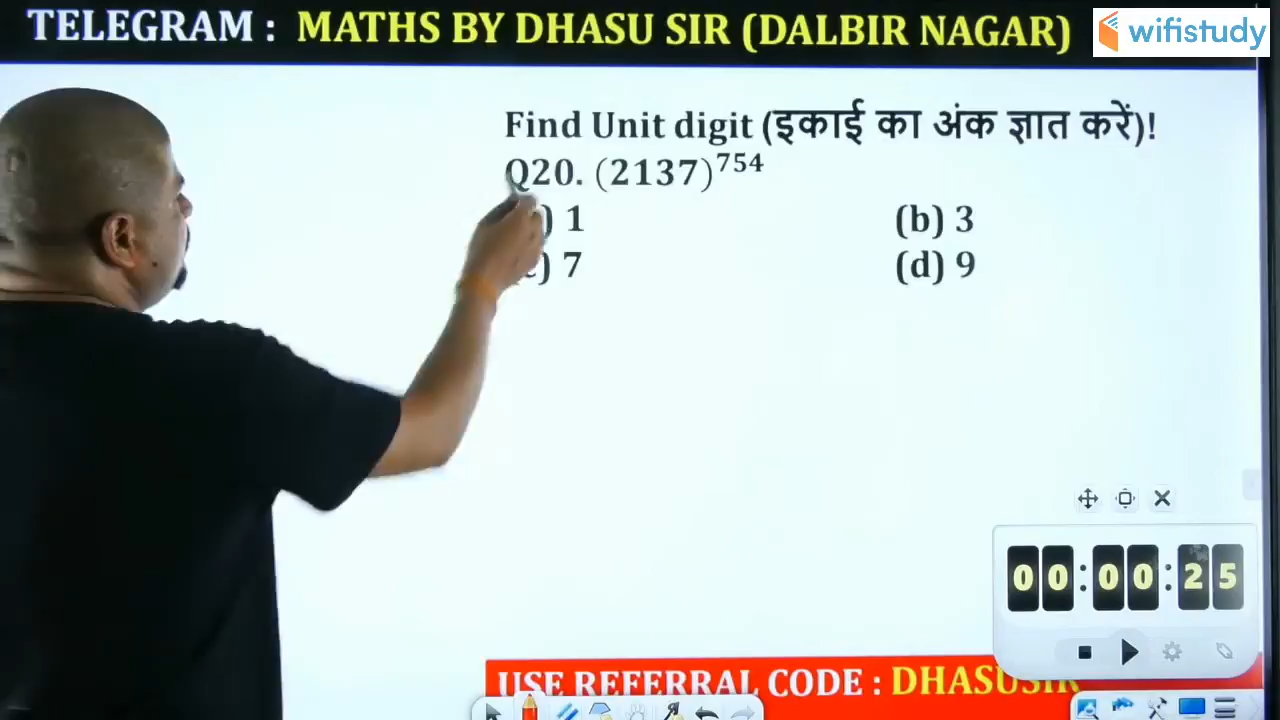 TELEGRAM : MATHS BY DHASU SIR (DALBIR NAGAR)
wifistudy
Find Unit digit (इकाई का अंक ज्ञात करें)!
Q20. (2137)^754
) 1
(b) 3
) 7
(d) 9
00:00:25
USE REFERRAL CODE : DHASUSIR